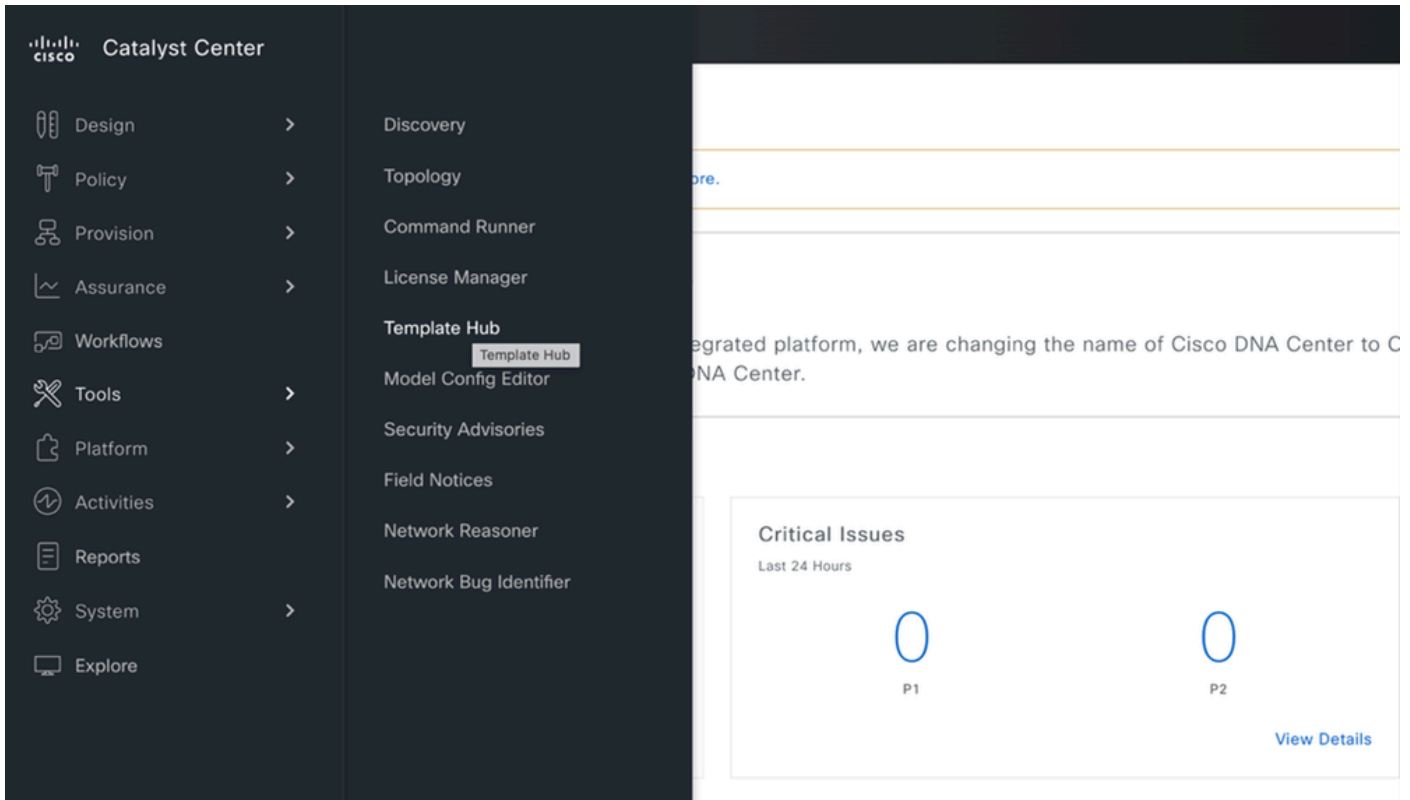 cisco Catalyst Center
Design
Policy
Provision
Assurance
Workflows
Tools
Platform
Activities
Reports
System
Explore
Discovery
Topology
Command Runner
License Manager
Template Hub
Template Hub
Model Config Editor
Security Advisories
Field Notices
Network Reasoner
Network Bug Identifier
ore.
egrated platform, we are changing the name of Cisco DNA Center to C
NA Center.
Critical Issues
Last 24 Hours
0 0
P1 P2
View Details